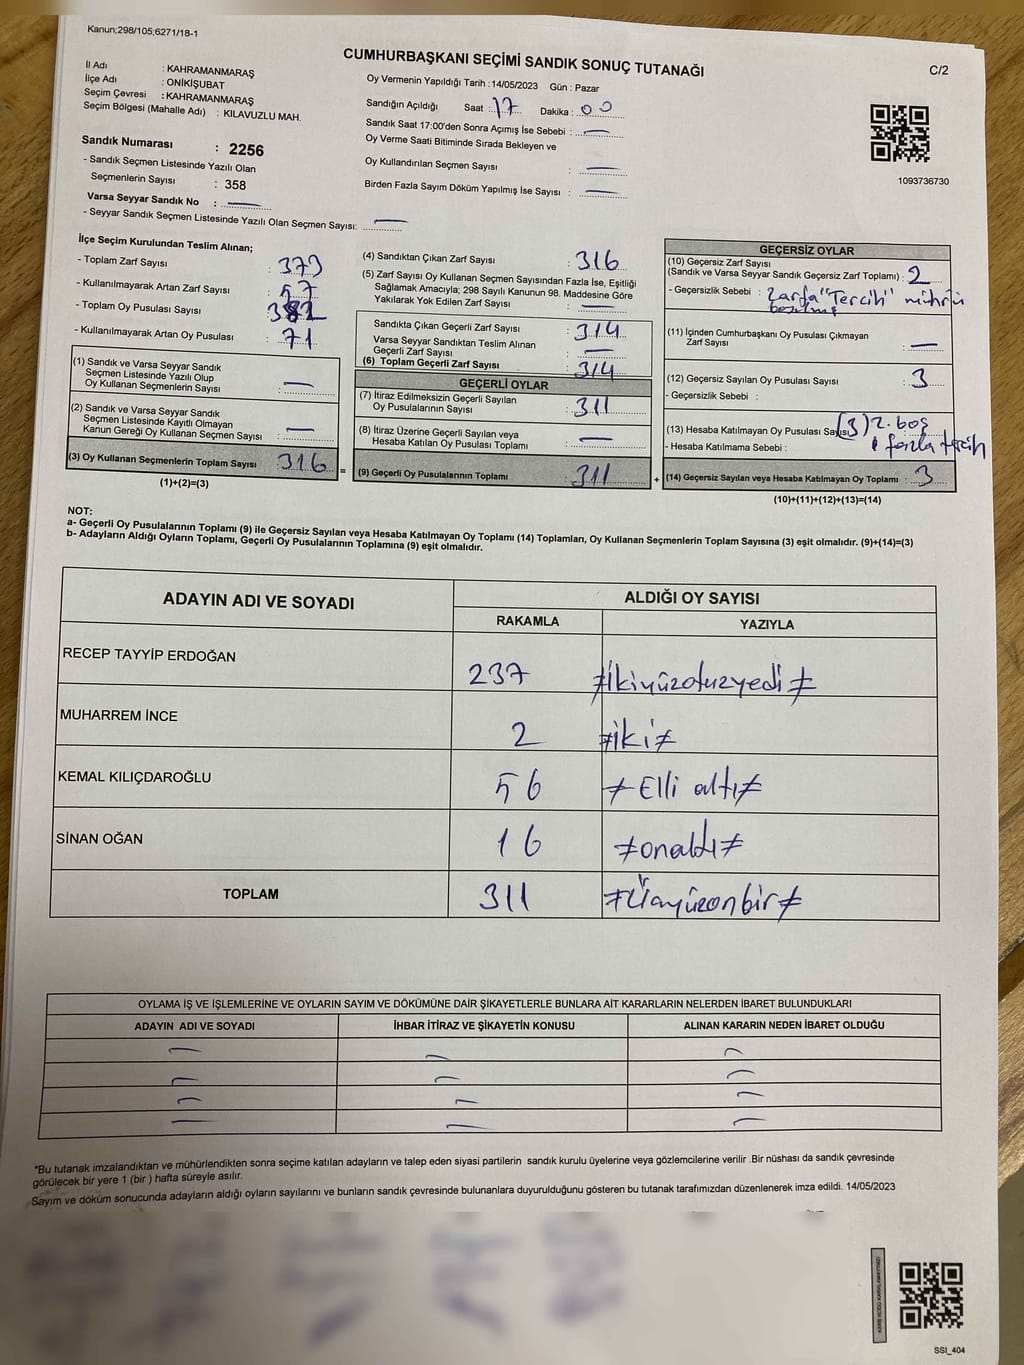 Kanun;298/105;6271/18-1
CUMHURBAŞKANI SEÇİMİ SANDIK SONUÇ TUTANAĞI
C/2
İl Adı : KAHRAMANMARAŞ
İlçe Adı : ONİKİŞUBAT
Seçim Çevresi : KAHRAMANMARAŞ
Seçim Bölgesi (Mahalle Adı) : KILAVUZLU MAH.
Sandık Numarası : 2256
- Sandık Seçmen Listesinde Yazılı Olan
Seçmenlerin Sayısı : 358
Varsa Seyyar Sandık No :
- Seyyar Sandık Seçmen Listesinde Yazılı Olan Seçmen Sayısı:
Oy Vermenin Yapıldığı Tarih : 14/05/2023 Gün : Pazar
Sandığın Açıldığı Saat : 17 Dakika : 00
Sandık Saat 17:00'den Sonra Açımış İse Sebebi :
Oy Verme Saati Bitiminde Sırada Bekleyen ve
Oy Kullandırılan Seçmen Sayısı :
Birden Fazla Sayım Döküm Yapılmış İse Sayısı :
1093736730
İlçe Seçim Kurulundan Teslim Alınan;
- Toplam Zarf Sayısı : 373
- Kullanılmayarak Artan Zarf Sayısı : 57
- Toplam Oy Pusulası Sayısı :
- Kullanılmayarak Artan Oy Pusulası : 71
(1) Sandık ve Varsa Seyyar Sandık
Seçmen Listesinde Yazılı Olup
Oy Kullanan Seçmenlerin Sayısı :
(2) Sandık ve Varsa Seyyar Sandık
Seçmen Listesinde Kayıtlı Olmayan
Kanun Gereği Oy Kullanan Seçmen Sayısı :
(3) Oy Kullanan Seçmenlerin Toplam Sayısı : 316 =
(1)+(2)=(3)
(4) Sandıktan Çıkan Zarf Sayısı : 316
(5) Zarf Sayısı Oy Kullanan Seçmen Sayısından Fazla İse, Eşitliği
Sağlamak Amacıyla; 298 Sayılı Kanunun 98. Maddesine Göre
Yakılarak Yok Edilen Zarf Sayısı :
Sandıkta Çıkan Geçerli Zarf Sayısı : 314
Varsa Seyyar Sandıktan Teslim Alınan
Geçerli Zarf Sayısı :
(6) Toplam Geçerli Zarf Sayısı : 314
GEÇERLİ OYLAR
(7) İtiraz Edilmeksizin Geçerli Sayılan
Oy Pusulalarının Sayısı : 311
(8) İtiraz Üzerine Geçerli Sayılan veya
Hesaba Katılan Oy Pusulası Toplamı :
(9) Geçerli Oy Pusulalarının Toplamı : 311 +
GEÇERSİZ OYLAR
(10) Geçersiz Zarf Sayısı
(Sandık ve Varsa Seyyar Sandık Geçersiz Zarf Toplamı) : 2
- Geçersizlik Sebebi : Zarfa "Tercih" mührü
basılmış
(11) İçinden Cumhurbaşkanı Oy Pusulası Çıkmayan
Zarf Sayısı :
(12) Geçersiz Sayılan Oy Pusulası Sayısı : 3
- Geçersizlik Sebebi :
(13) Hesaba Katılmayan Oy Pusulası Sayısı (3) 2. boş
- Hesaba Katılmama Sebebi : 1 fazla tercih
(14) Geçersiz Sayılan veya Hesaba Katılmayan Oy Toplamı : 3
(10)+(11)+(12)+(13)=(14)
NOT:
a- Geçerli Oy Pusulalarının Toplamı (9) ile Geçersiz Sayılan veya Hesaba Katılmayan Oy Toplamı (14) Toplamları, Oy Kullanan Seçmenlerin Toplam Sayısına (3) eşit olmalıdır. (9)+(14)=(3)
b- Adayların Aldığı Oyların Toplamı, Geçerli Oy Pusulalarının Toplamına (9) eşit olmalıdır.
ADAYIN ADI VE SOYADI
ALDIĞI OY SAYISI
RAKAMLA YAZIYLA
RECEP TAYYİP ERDOĞAN 237 ≠ikiyüzotuzyedi≠
MUHARREM İNCE 2 ≠iki≠
KEMAL KILIÇDAROĞLU 56 ≠Elli altı≠
SİNAN OĞAN 16 ≠onaltı≠
TOPLAM 311 ≠Üçyüzonbir≠
OYLAMA İŞ VE İŞLEMLERİNE VE OYLARIN SAYIM VE DÖKÜMÜNE DAİR ŞİKAYETLERLE BUNLARA AİT KARARLARIN NELERDEN İBARET BULUNDUKLARI
ADAYIN ADI VE SOYADI İHBAR İTİRAZ VE ŞİKAYETİN KONUSU ALINAN KARARIN NEDEN İBARET OLDUĞU
*Bu tutanak imzalandıktan ve mühürlendikten sonra seçime katılan adayların ve talep eden siyasi partilerin sandık kurulu üyelerine veya gözlemcilerine verilir .Bir nüshası da sandık çevresinde
görülecek bir yere 1 (bir ) hafta süreyle asılır.
Sayım ve döküm sonucunda adayların aldığı oyların sayılarını ve bunların sandık çevresinde bulunanlara duyurulduğunu gösteren bu tutanak tarafımızdan düzenlenerek imza edildi. 14/05/2023
SSI_404